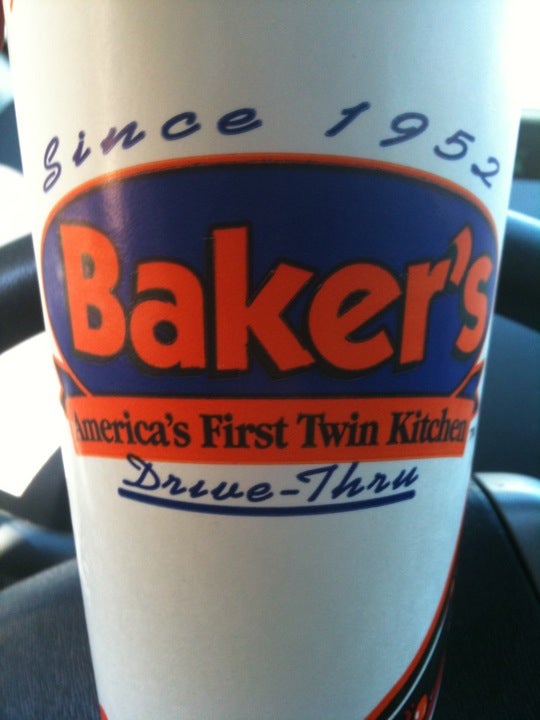 Since 1952
Baker's
America's First Twin Kitchen
Drive-Thru